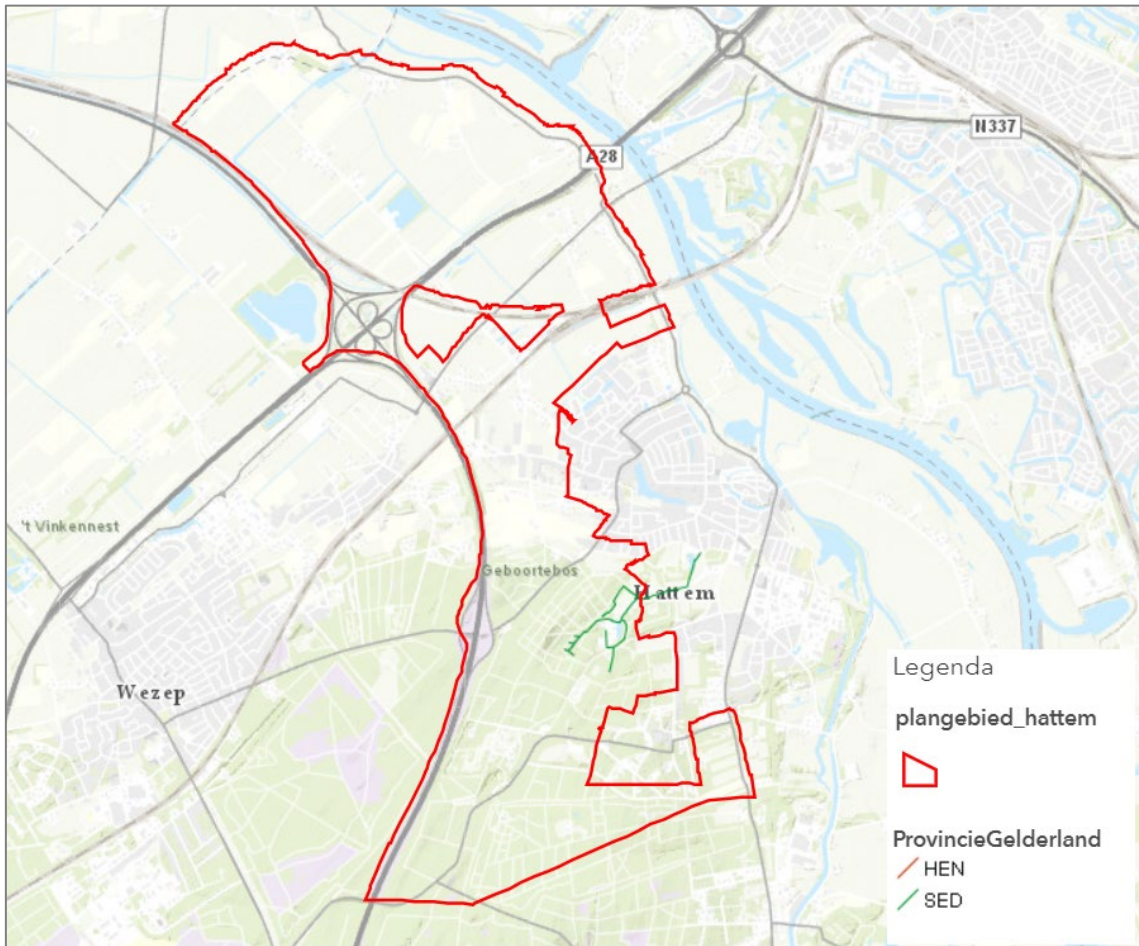 N337
A28
't Vinkennest
Geboortebos
Hattem
Wezep
Legenda
plangebied_hattem
ProvincieGelderland
HEN
SED